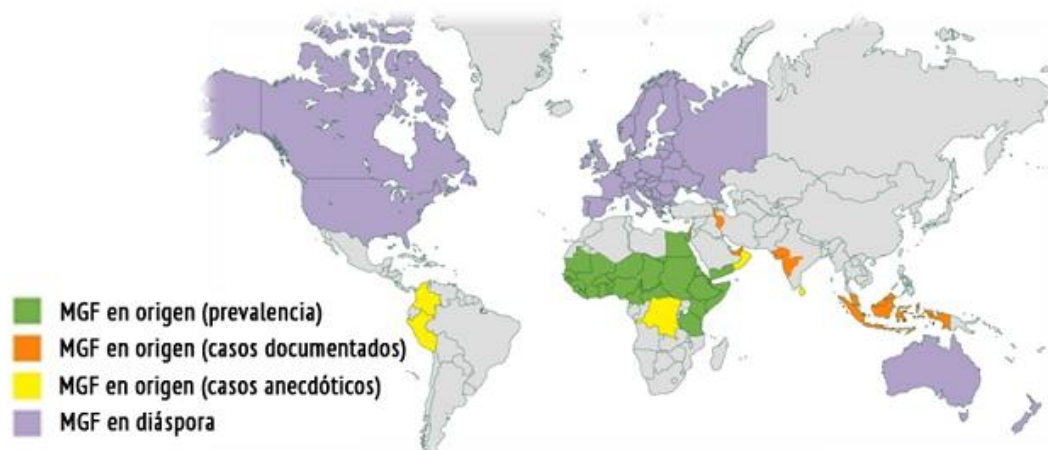 MGF en origen (prevalencia)
MGF en origen (casos documentados)
MGF en origen (casos anecdóticos)
MGF en diáspora